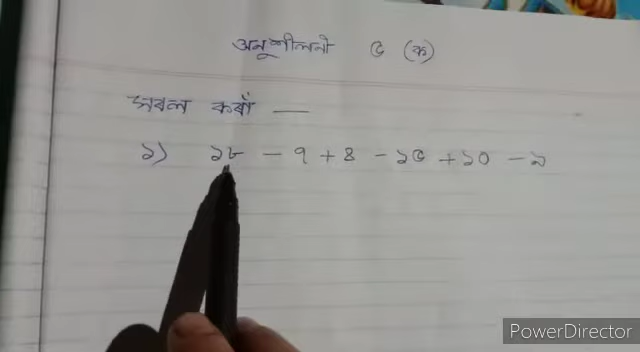 অনুশীলনী ৫ (ক)
সৰল কৰাঁ —
১) ১৮ - ৭ + ৪ - ১৫ + ১০ - ৯
PowerDirector